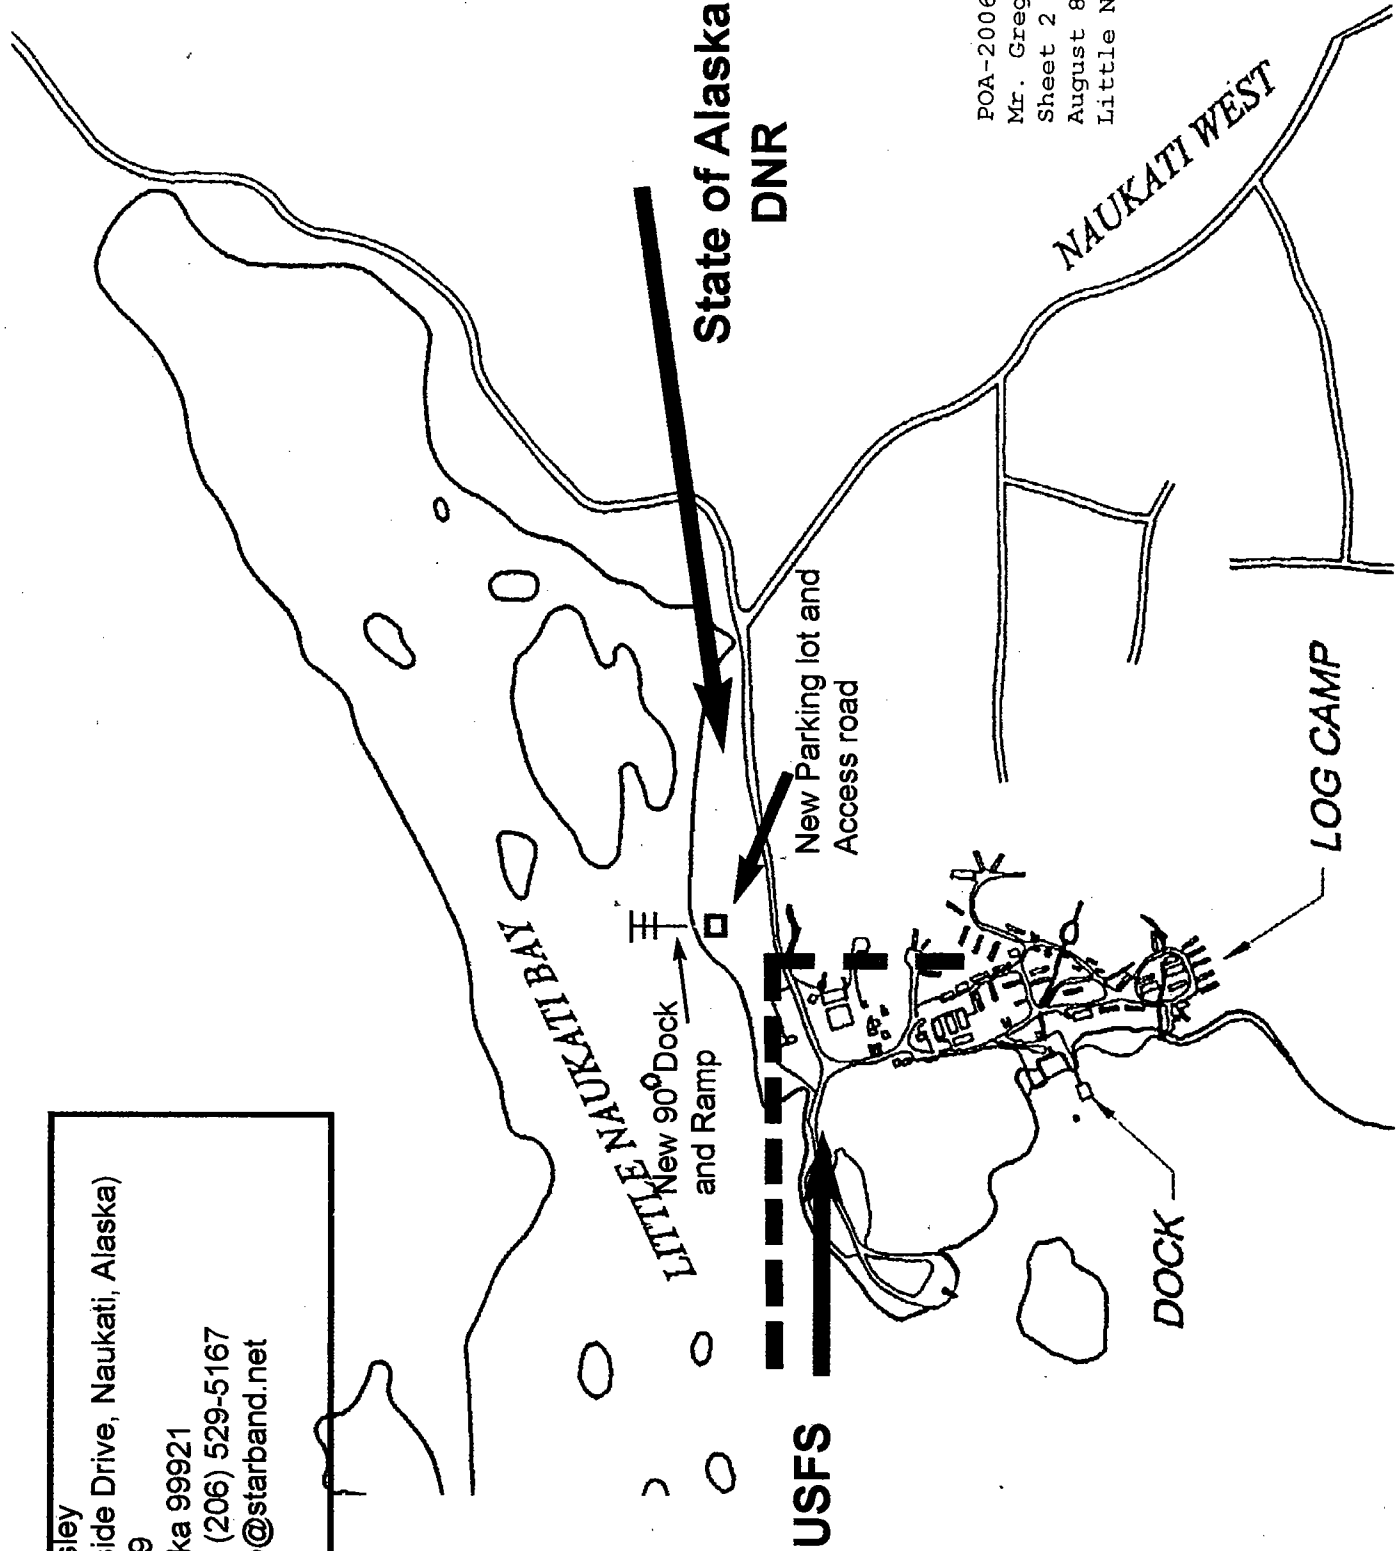 sley
side Drive, Naukati, Alaska)
9
ka 99921
(206) 529-5167
@starband.net
State of Alaska
DNR
POA-2006
Mr. Greg
Sheet 2
August 8
Little N
NAUKATI WEST
New Parking lot and
Access road
LITTLE NAUKATI BAY
New 90° Dock
and Ramp
LOG CAMP
DOCK
USFS